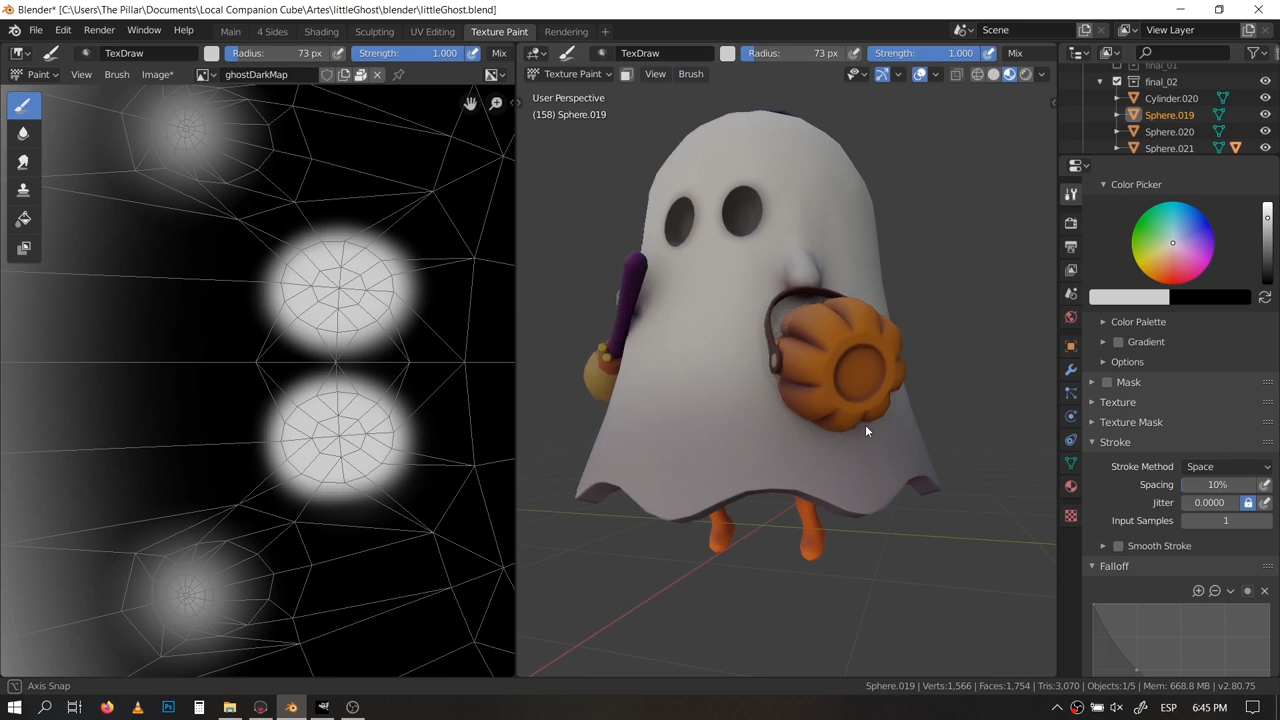 Blender* [C:\Users\The Pillar\Documents\Local Companion Cube\Artes\littleGhost\blender\littleGhost.blend]
File Edit Render Window Help Main 4 Sides Shading Sculpting UV Editing Texture Paint Rendering Scene View Layer
TexDraw Radius: 73 px Strength: 1.000 Mix TexDraw Radius: 73 px Strength: 1.000 Mix
Paint View Brush Image* ghostDarkMap Texture Paint View Brush
final_01
final_02
Cylinder.020
Sphere.019
Sphere.020
Sphere.021
User Perspective
(158) Sphere.019
Color Picker
Color Palette
Gradient
Options
Mask
Texture
Texture Mask
Stroke
Stroke Method Space
Spacing 10%
Jitter 0.0000
Input Samples 1
Smooth Stroke
Falloff
Axis Snap Sphere.019 | Verts:1,566 | Faces:1,754 | Tris:3,070 | Objects:1/5 | Mem: 668.8 MB | v2.80.75
ESP 6:45 PM